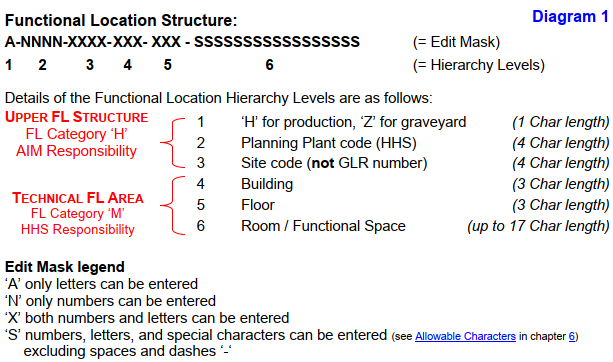 Functional Location Structure:
Diagram 1
A-NNNN-XXXX-XXX- XXX - SSSSSSSSSSSSSSSSS (= Edit Mask)
1 2 3 4 5 6 (= Hierarchy Levels)
Details of the Functional Location Hierarchy Levels are as follows:
UPPER FL STRUCTURE
FL Category ‘H’
AIM Responsibility
1 ‘H’ for production, ‘Z’ for graveyard (1 Char length)
2 Planning Plant code (HHS) (4 Char length)
3 Site code (not GLR number) (4 Char length)
TECHNICAL FL AREA
FL Category ‘M’
HHS Responsibility
4 Building (3 Char length)
5 Floor (3 Char length)
6 Room / Functional Space (up to 17 Char length)
Edit Mask legend
‘A’ only letters can be entered
‘N’ only numbers can be entered
‘X’ both numbers and letters can be entered
‘S’ numbers, letters, and special characters can be entered (see Allowable Characters in chapter 6)
excluding spaces and dashes ‘-‘